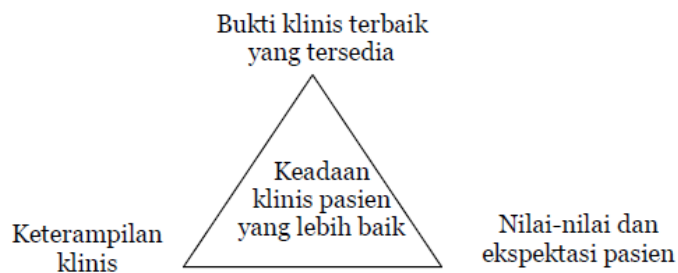 Bukti klinis terbaik
yang tersedia
Keadaan
klinis pasien
yang lebih baik
Keterampilan
klinis
Nilai-nilai dan
ekspektasi pasien